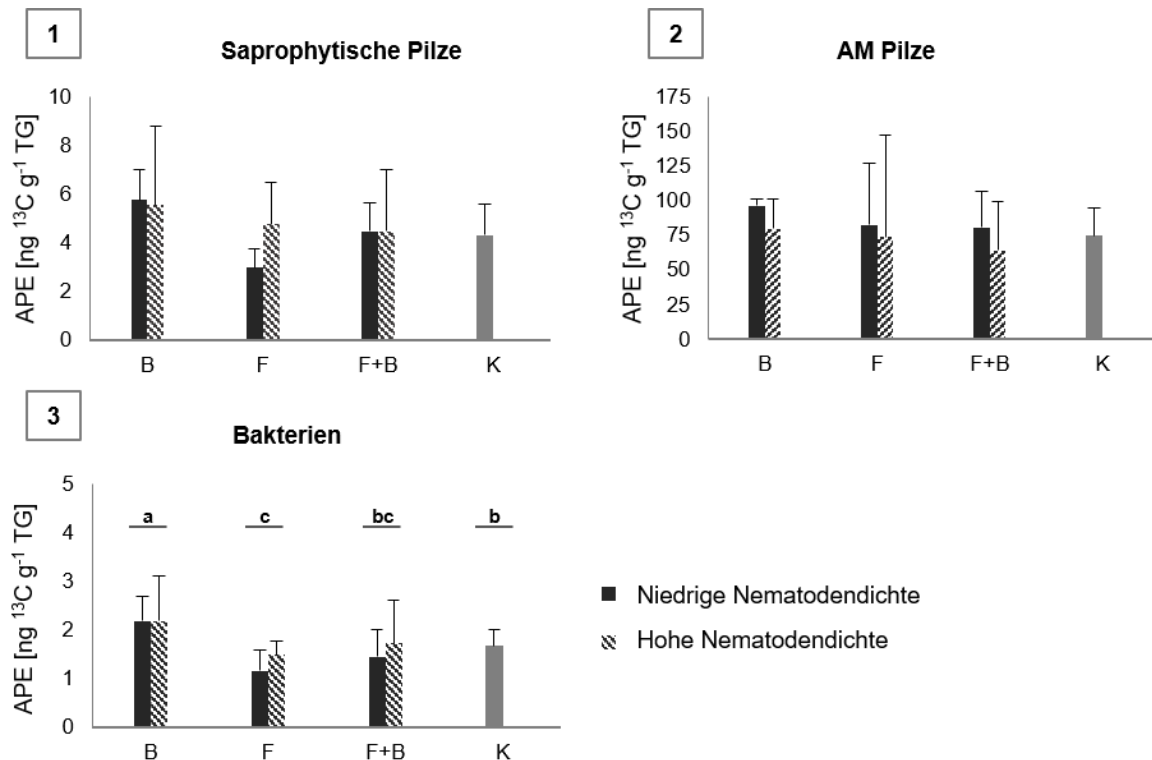 1
Saprophytische Pilze
APE [ng ¹³C g⁻¹ TG]
10
8
6
4
2
0
B F F+B K
2
AM Pilze
APE [ng ¹³C g⁻¹ TG]
175
150
125
100
75
50
25
0
B F F+B K
3
Bakterien
APE [ng ¹³C g⁻¹ TG]
5
4
3
2
1
0
a c bc b
B F F+B K
Niedrige Nematodendichte
Hohe Nematodendichte